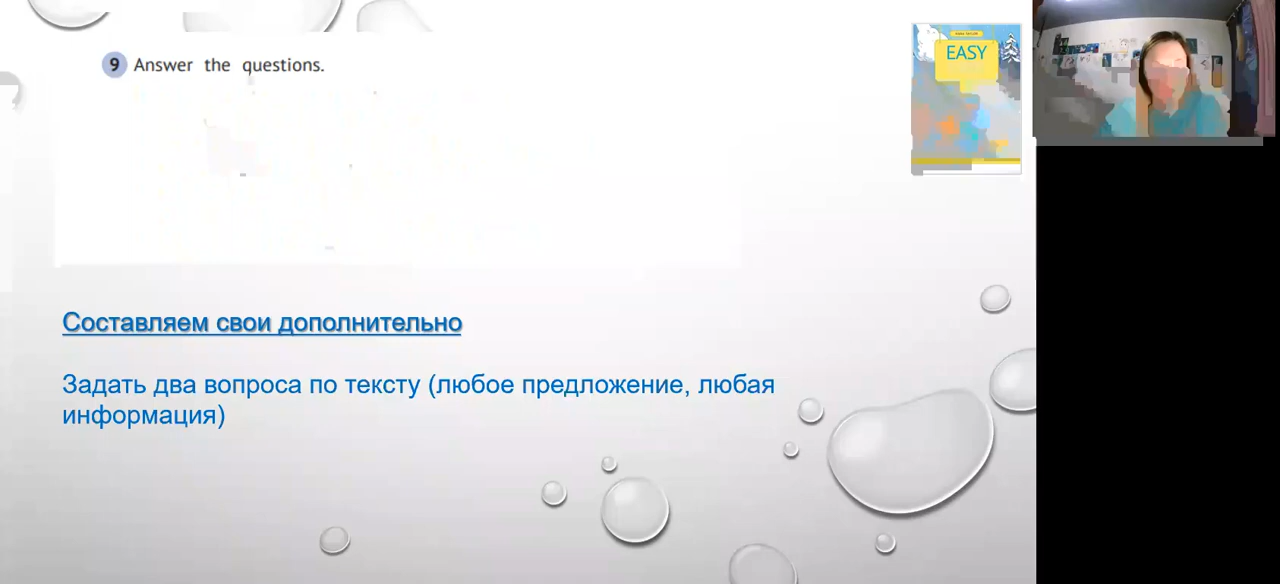 9 Answer the questions.
EASY
Составляем свои дополнительно
Задать два вопроса по тексту (любое предложение, любая
информация)